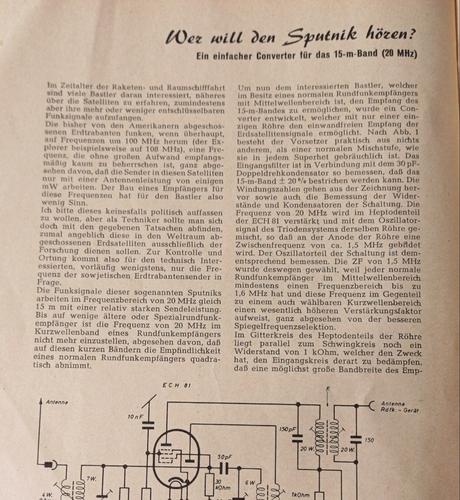 Wer will den Sputnik hören?
Ein einfacher Converter für das 15-m-Band (20 MHz)
Im Zeitalter der Raketen- und Raumschiffahrt
sind viele Bastler daran interessiert, näheres
über die Satelliten zu erfahren, zumindestens
aber ihre mehr oder weniger entschlüsselbaren
Funksignale aufzufangen.
Die bisher von den Amerikanern abgeschos-
senen Erdtrabanten funken, wenn überhaupt,
auf Frequenzen um 100 MHz herum (der Ex-
plorer beispielsweise auf 108 MHz), eine Fre-
quenz, die ohne großen Aufwand empfangs-
mäßig kaum zu beherrschen ist, ganz abge-
sehen davon, daß die Sender in diesen Satelliten
nur mit einer Antennenleistung von einigen
mW arbeiten. Der Bau eines Empfängers für
diese Frequenzen hat für den Bastler also
wenig Sinn.
Ich bitte dieses keinesfalls politisch auffassen
zu wollen, aber als Techniker sollte man sich
doch mit den gegebenen Tatsachen abfinden,
zumal angeblich diese in den Weltraum ab-
geschossenen Erdsatelliten ausschließlich der
Forschung dienen sollen. Zur Kontrolle und
Ortung kommt also für den technisch Inter-
essierten, vorläufig wenigstens, nur die Fre-
quenz der sowjetischen Erdtrabantensender in
Frage.
Die Funksignale dieser sogenannten Sputniks
arbeiten im Frequenzbereich von 20 MHz gleich
15 m mit einer relativ starken Sendeleistung.
Bis auf wenige ältere oder Spezialrundfunk-
empfänger ist die Frequenz von 20 MHz im
Kurzwellenband eines Rundfunkempfängers
nicht mehr einzustellen, abgesehen davon, daß
auf diesen kurzen Bändern die Empfindlichkeit
eines normalen Rundfunkempfängers quadra-
tisch abnimmt.
Um nun dem interessierten Bastler, welcher
im Besitz eines normalen Rundfunkempfängers
mit Mittelwellenbereich ist, den Empfang des
15-m-Bandes zu ermöglichen, wurde ein Con-
verter entwickelt, welcher mit nur einer ein-
zigen Röhre den einwandfreien Empfang der
Erdsatellitensignale ermöglicht. Nach Abb. 1
besteht der Vorsetzer praktisch aus nichts
anderem, als einer normalen Mischstufe, wie
sie in jedem Superhet gebräuchlich ist. Das
Eingangsfilter ist in Verbindung mit dem 30 pF-
Doppeldrehkondensator so bemessen, daß das
15-m-Band ± 20 % bestrichen werden kann. Die
Windungszahlen gehen aus der Zeichnung her-
vor sowie auch die Bemessung der Wider-
stände und Kondensatoren der Schaltung. Die
Frequenz von 20 MHz wird im Heptodenteil
der ECH 81 verstärkt und mit dem Oszillator-
signal des Triodensystems derselben Röhre ge-
mischt, so daß an der Anode der Röhre eine
Zwischenfrequenz von ca. 1,5 MHz gebildet
wird. Der Oszillatorteil der Schaltung ist dem-
entsprechend bemessen. Die ZF von 1,5 MHz
wurde deswegen gewählt, weil jeder normale
Rundfunkempfänger im Mittelwellenbereich
mindestens einen Frequenzbereich bis zu
1,6 MHz hat und diese Frequenz im Gegenteil
zu einem auch wählbaren Kurzwellenbereich
einen wesentlich höheren Verstärkungsfaktor
aufweist, ganz abgesehen von der besseren
Spiegelfrequenzselektion.
Im Gitterkreis des Heptodenteils der Röhre
liegt parallel zum Schwingkreis noch ein
Widerstand von 1 kOhm, welcher den Zweck
hat, den Eingangskreis derart zu bedämpfen,
daß eine möglichst große Bandbreite des Emp-
ECH 81
Antenne
10 nF
150 pF
20 W.
20 W.
150
Antenne
Rdfk.-Gerät
50 pF
4 W.
7 W.
30
kOhm
6 W.
1kOhm